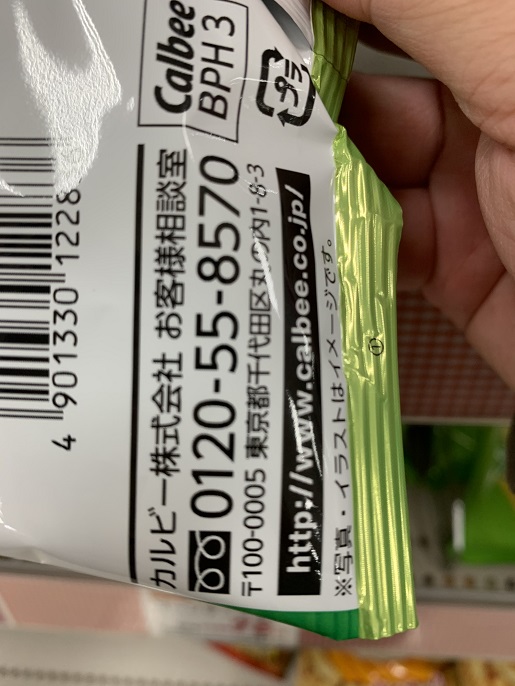 Calbee
BPH 3
プラ
カルビー株式会社 お客様相談室
0120-55-8570
〒100-0005 東京都千代田区丸の内1-8-3
http://www.calbee.co.jp/
※写真・イラストはイメージです。
4 901330 1228